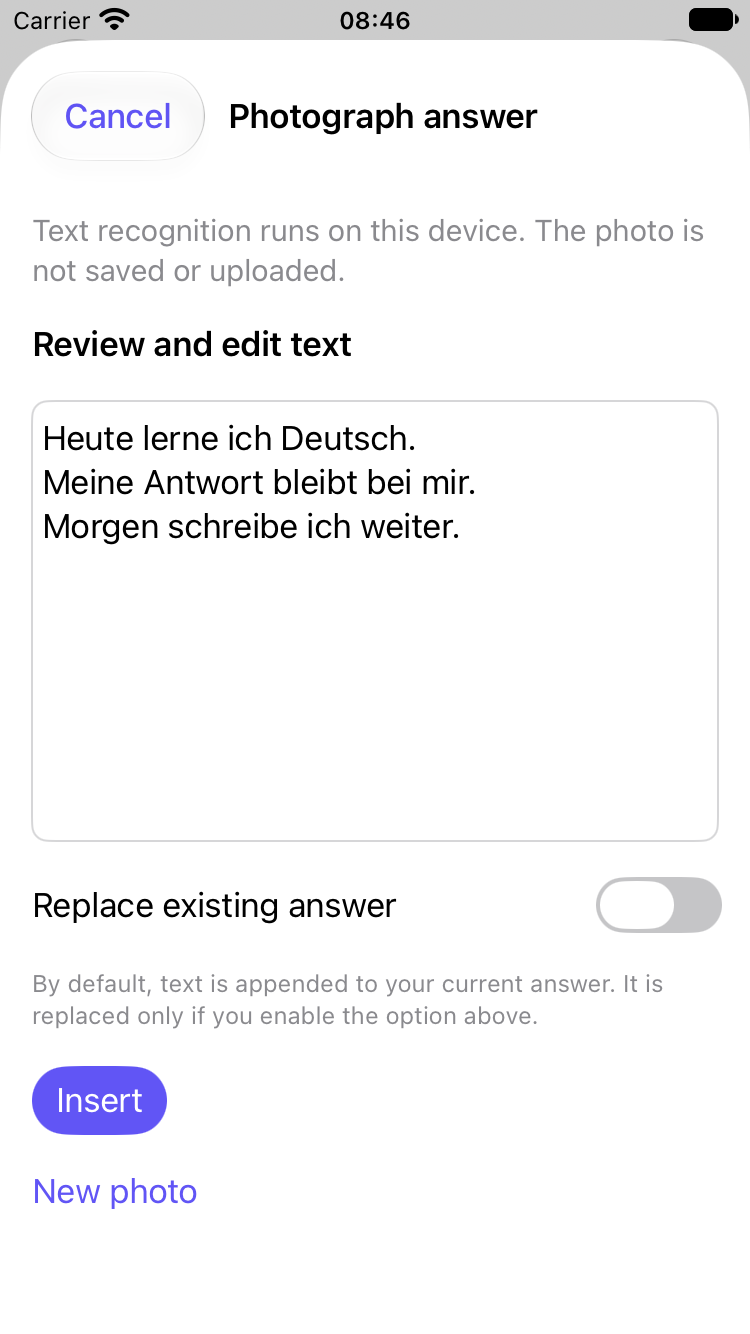 Carrier 08:46
Cancel Photograph answer
Text recognition runs on this device. The photo is
not saved or uploaded.
Review and edit text
Heute lerne ich Deutsch.
Meine Antwort bleibt bei mir.
Morgen schreibe ich weiter.
Replace existing answer
By default, text is appended to your current answer. It is
replaced only if you enable the option above.
Insert
New photo